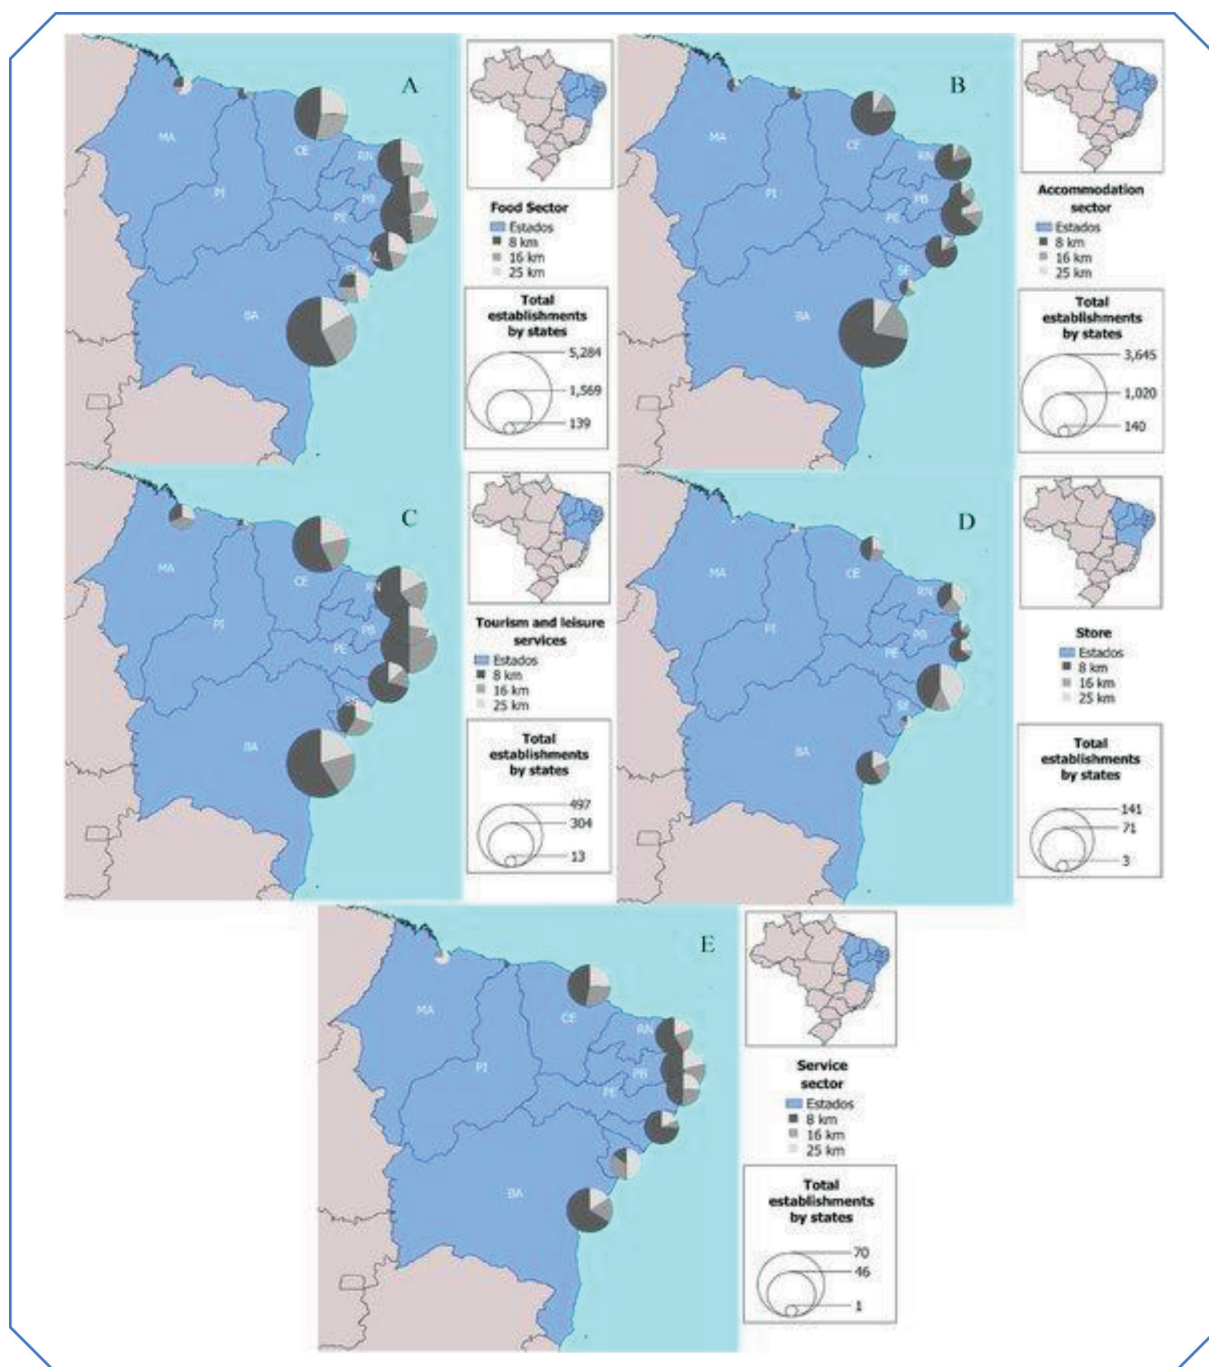 A
MA
PI
CE
RN
PB
PE
BA
Food Sector
Estados
8 km
16 km
25 km
Total
establishments
by states
5,284
1,569
139
B
MA
PI
CE
RN
PB
PE
SE
BA
Accommodation
sector
Estados
8 km
16 km
25 km
Total
establishments
by states
3,645
1,020
140
C
MA
PI
CE
RN
PB
PE
BA
Tourism and leisure
services
Estados
8 km
16 km
25 km
Total
establishments
by states
497
304
13
D
MA
PI
CE
RN
PB
PE
SE
BA
Store
Estados
8 km
16 km
25 km
Total
establishments
by states
141
71
3
E
MA
PI
CE
RN
PB
PE
BA
Service
sector
Estados
8 km
16 km
25 km
Total
establishments
by states
70
46
1